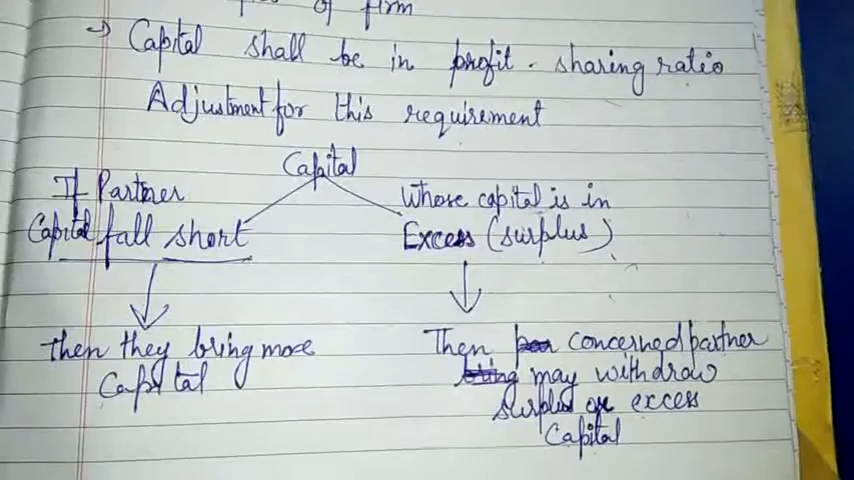 of firm
→ Capital shall be in profit - sharing ratio
Adjustment for this requirement
Capital
If Partner
Capital fall short
whose capital is in
Excess (surplus)
then they bring more
Capital
Then concerned partner
may withdraw
surplus or excess
Capital